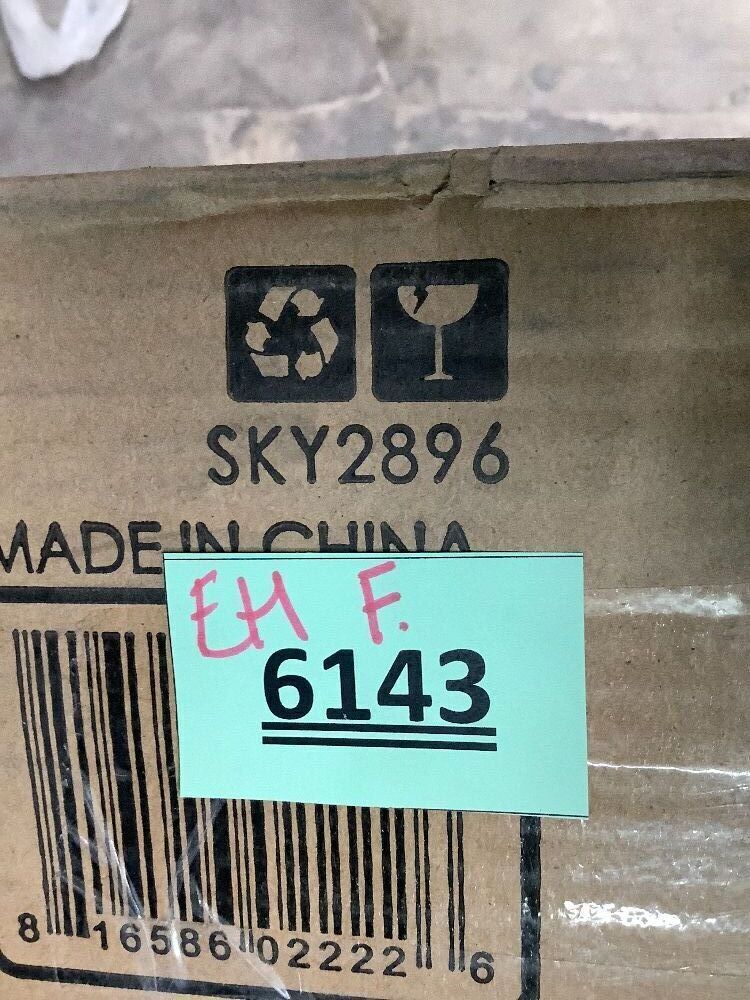 SKY2896
MADE IN CHINA
EH F.
6143
8 16586 02222 6